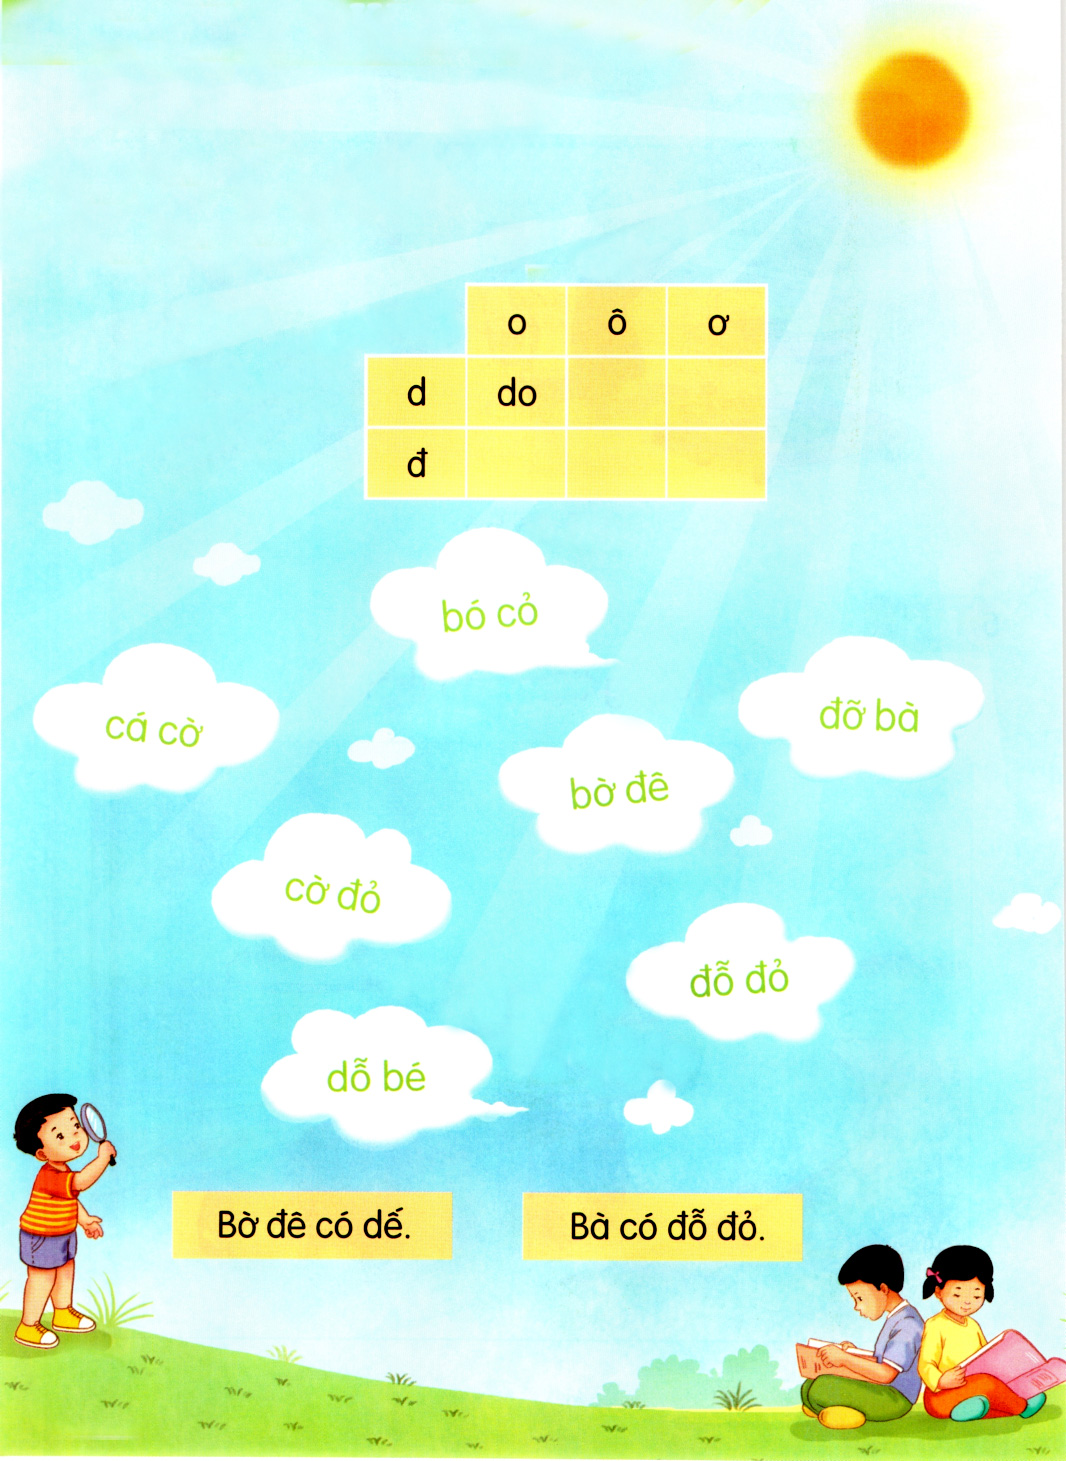 o ô ơ
d do
đ
bó cỏ
cá cờ
đỡ bà
bờ đê
cờ đỏ
đỗ đỏ
dỗ bé
Bờ đê có dế.
Bà có đỗ đỏ.